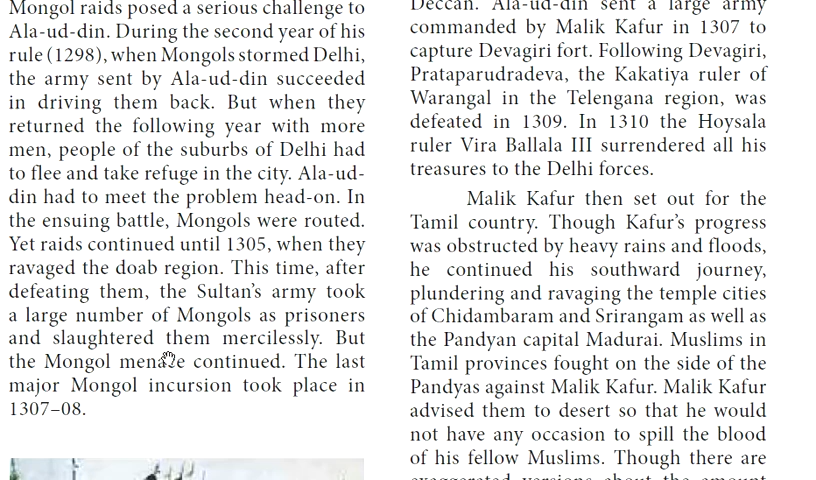 Mongol raids posed a serious challenge to
Ala-ud-din. During the second year of his
rule (1298), when Mongols stormed Delhi,
the army sent by Ala-ud-din succeeded
in driving them back. But when they
returned the following year with more
men, people of the suburbs of Delhi had
to flee and take refuge in the city. Ala-ud-
din had to meet the problem head-on. In
the ensuing battle, Mongols were routed.
Yet raids continued until 1305, when they
ravaged the doab region. This time, after
defeating them, the Sultan's army took
a large number of Mongols as prisoners
and slaughtered them mercilessly. But
the Mongol menace continued. The last
major Mongol incursion took place in
1307–08.
Deccan. Ala-ud-din sent a large army
commanded by Malik Kafur in 1307 to
capture Devagiri fort. Following Devagiri,
Prataparudradeva, the Kakatiya ruler of
Warangal in the Telengana region, was
defeated in 1309. In 1310 the Hoysala
ruler Vira Ballala III surrendered all his
treasures to the Delhi forces.
Malik Kafur then set out for the
Tamil country. Though Kafur's progress
was obstructed by heavy rains and floods,
he continued his southward journey,
plundering and ravaging the temple cities
of Chidambaram and Srirangam as well as
the Pandyan capital Madurai. Muslims in
Tamil provinces fought on the side of the
Pandyas against Malik Kafur. Malik Kafur
advised them to desert so that he would
not have any occasion to spill the blood
of his fellow Muslims. Though there are
exaggerated versions about the amount